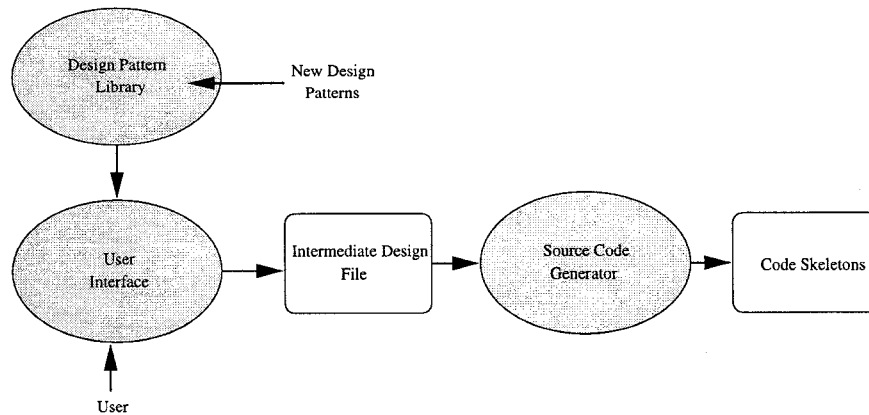 Design Pattern
Library
New Design
Patterns
User
Interface
Intermediate Design
File
Source Code
Generator
Code Skeletons
User